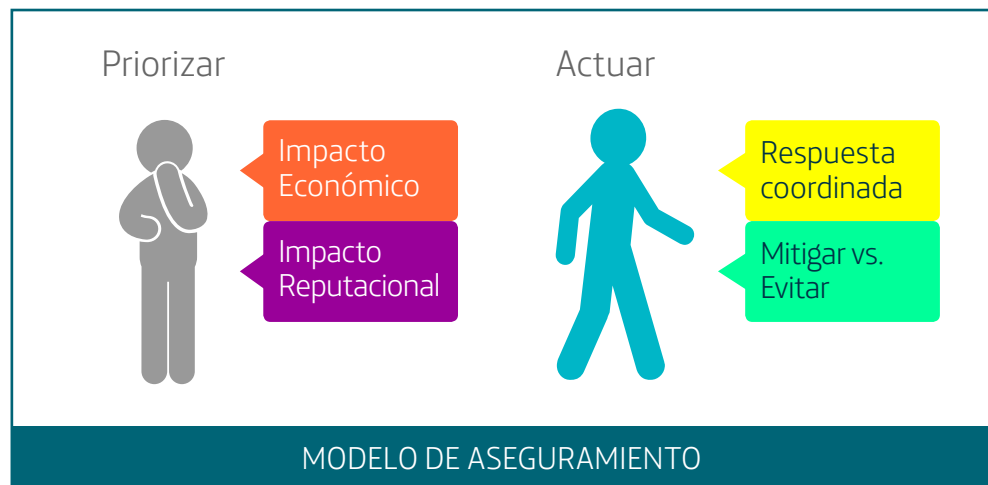 Priorizar
Impacto
Económico
Impacto
Reputacional
Actuar
Respuesta
coordinada
Mitigar vs.
Evitar
MODELO DE ASEGURAMIENTO